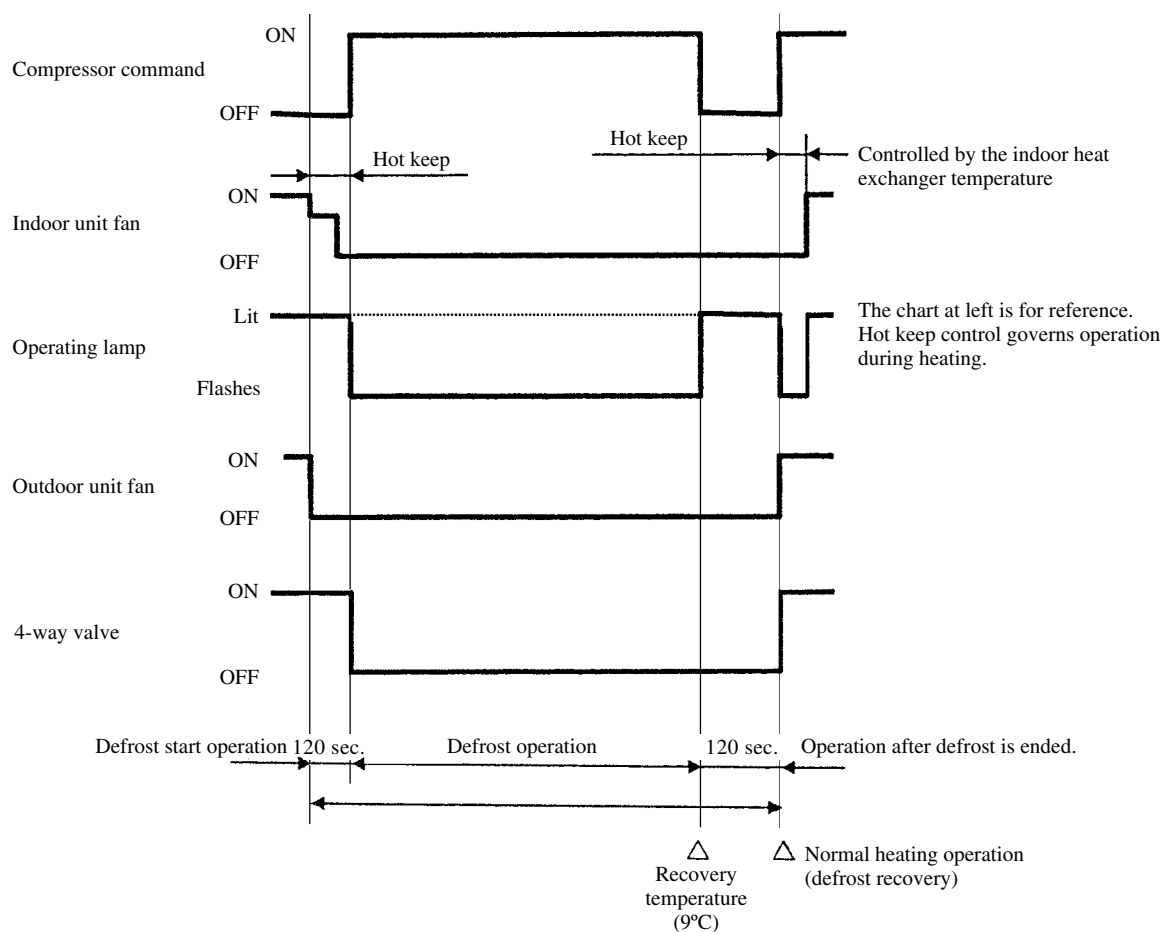 ON
Compressor command
OFF
Hot keep
Hot keep
Controlled by the indoor heat
exchanger temperature
ON
Indoor unit fan
OFF
Lit
The chart at left is for reference.
Hot keep control governs operation
during heating.
Operating lamp
Flashes
ON
Outdoor unit fan
OFF
ON
4-way valve
OFF
Defrost start operation 120 sec. Defrost operation 120 sec. Operation after defrost is ended.
Recovery
temperature
(9ºC)
Normal heating operation
(defrost recovery)